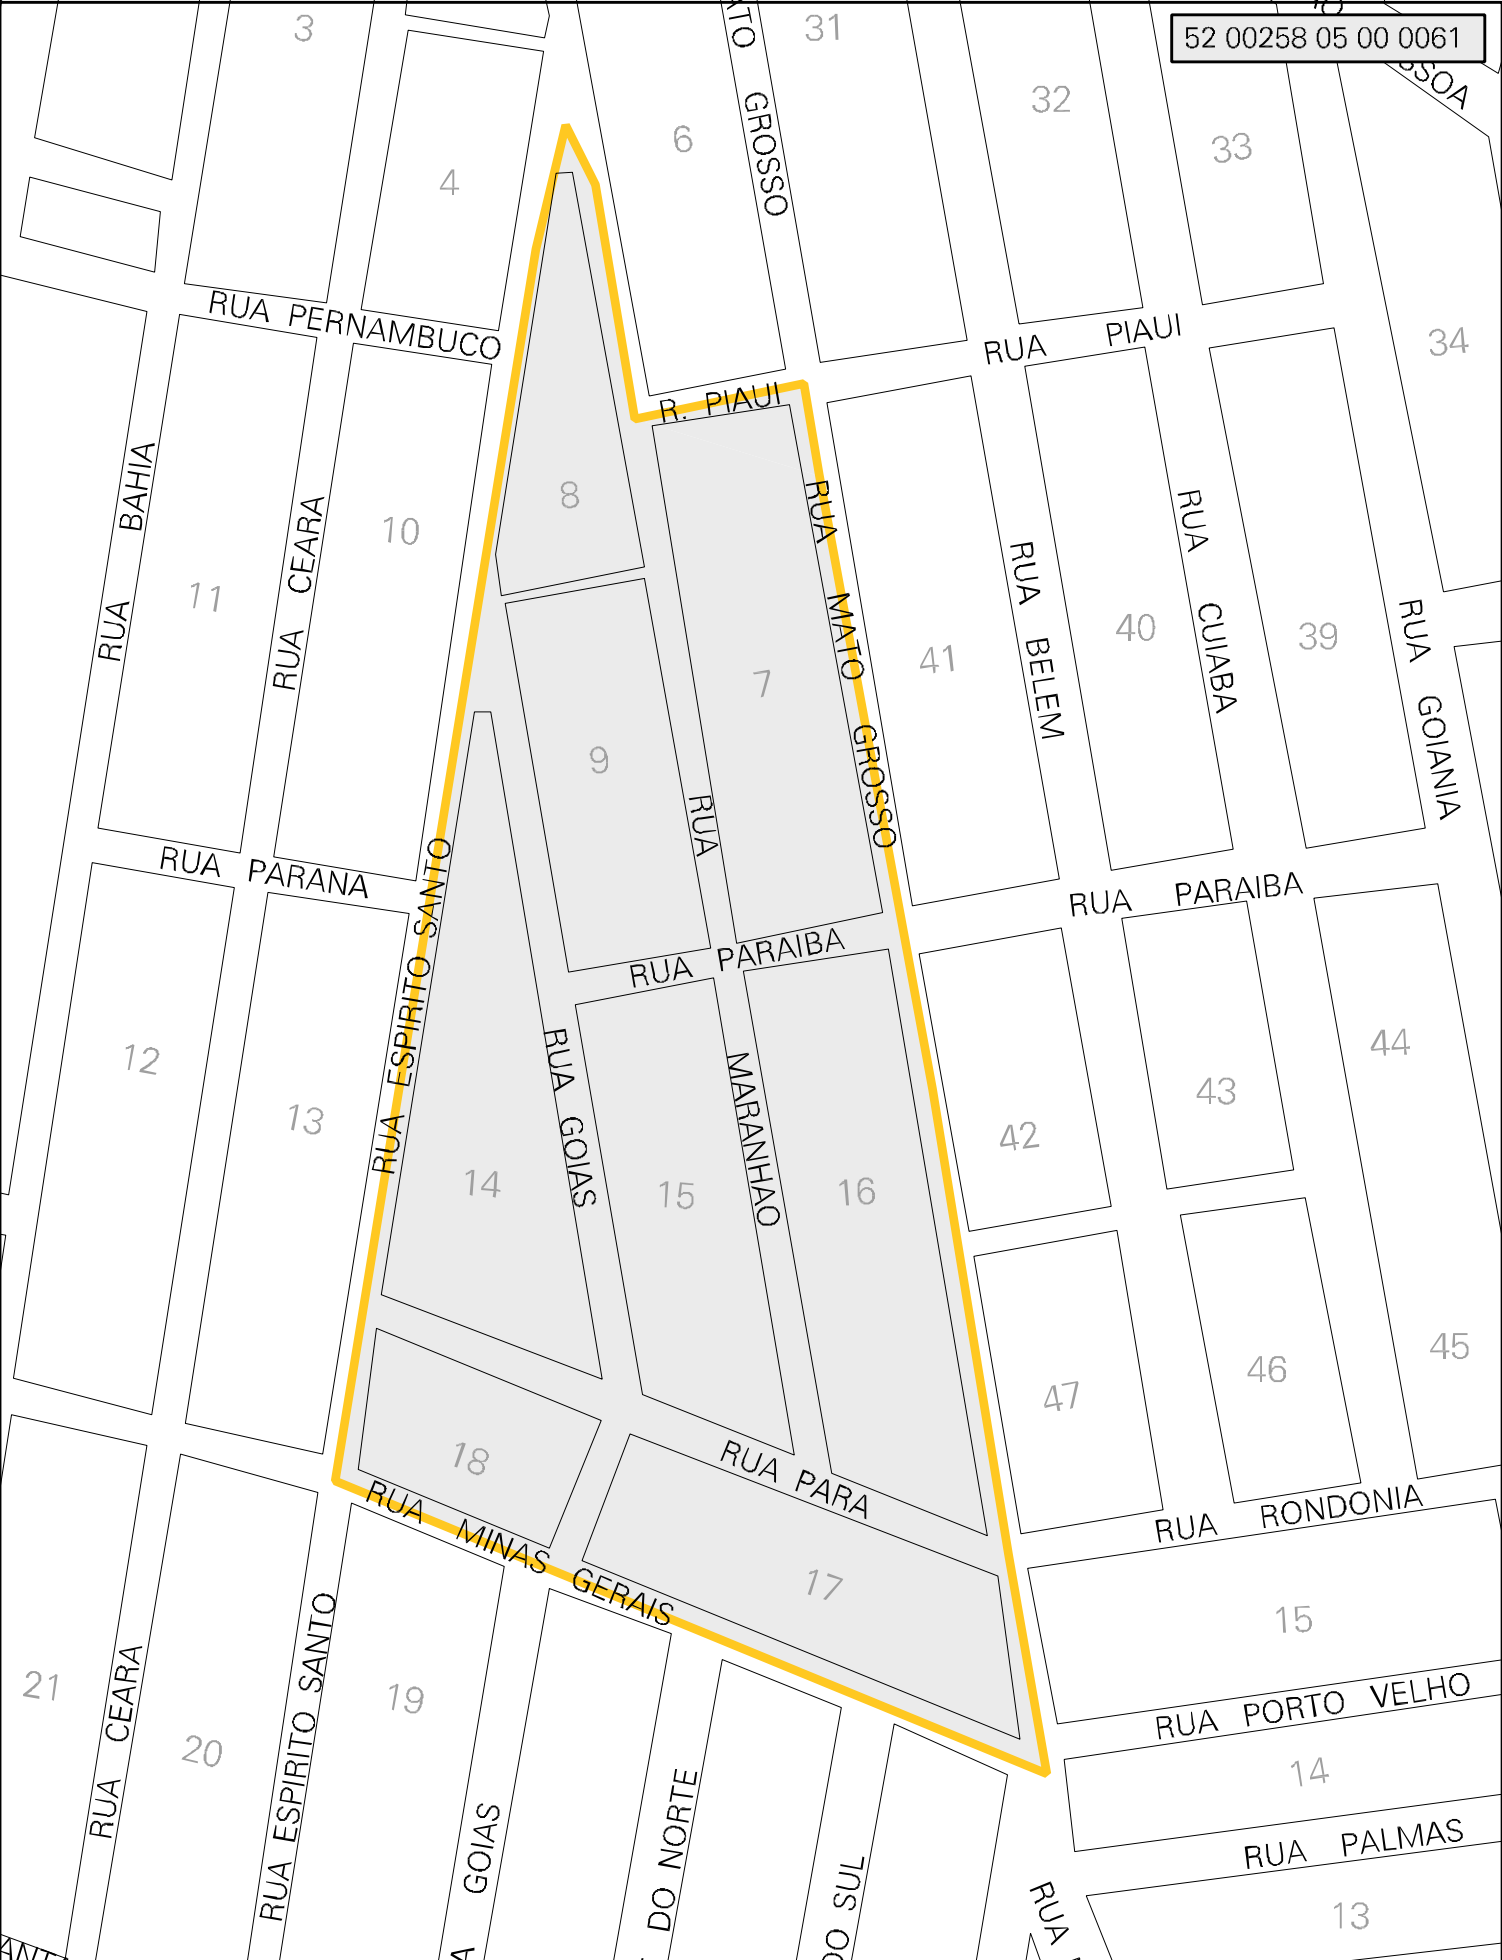 3
31
GROSSO
52 00258 05 00 0061
SSOA
32
6
33
4
RUA PERNAMBUCO
RUA PIAUI
34
R. PIAUI
8
RUA BAHIA
10
RUA CEARA
11
RUA MATO GROSSO
RUA BELEM
RUA CUIABA
RUA GOIANIA
40
39
41
7
9
RUA MARANHAO
RUA PARANA
RUA ESPIRITO SANTO
RUA PARAIBA
RUA PARAIBA
12
13
RUA GOIAS
44
43
42
14
15
16
45
46
47
18
RUA PARA
RUA RONDONIA
RUA MINAS GERAIS
17
15
21
RUA CEARA
20
RUA ESPIRITO SANTO
19
RUA PORTO VELHO
14
GOIAS
DO NORTE
DO SUL
RUA PALMAS
RUA
13